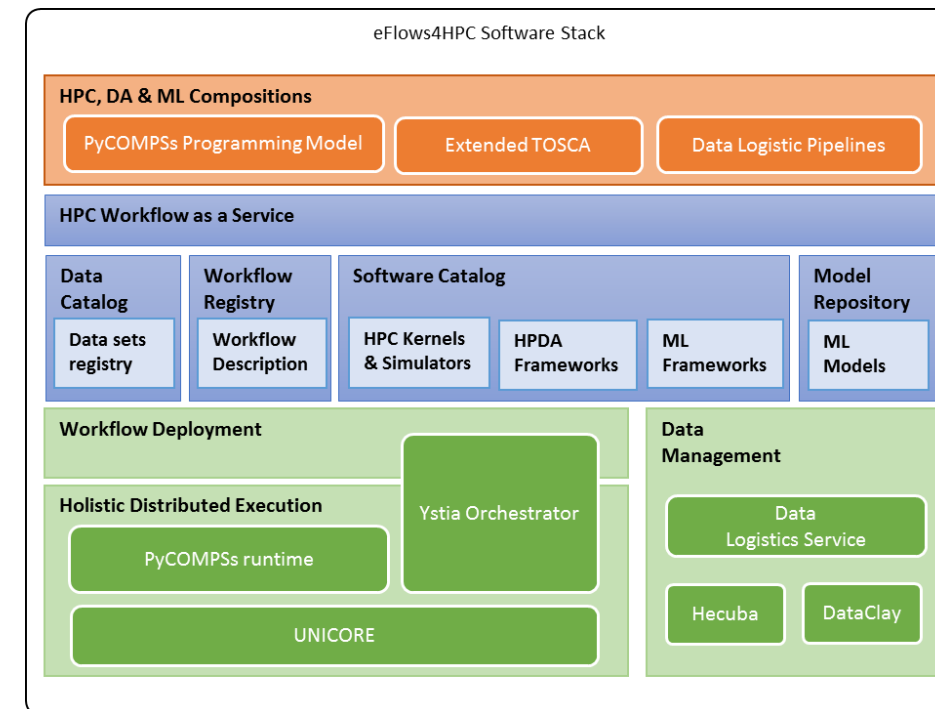 eFlows4HPC Software Stack
HPC, DA & ML Compositions
PyCOMPSs Programming Model
Extended TOSCA
Data Logistic Pipelines
HPC Workflow as a Service
Data
Catalog
Data sets
registry
Workflow
Registry
Workflow
Description
Software Catalog
HPC Kernels
& Simulators
HPDA
Frameworks
ML
Frameworks
Model
Repository
ML
Models
Workflow Deployment
Holistic Distributed Execution
Ystia Orchestrator
PyCOMPSs runtime
UNICORE
Data
Management
Data
Logistics Service
Hecuba
DataClay